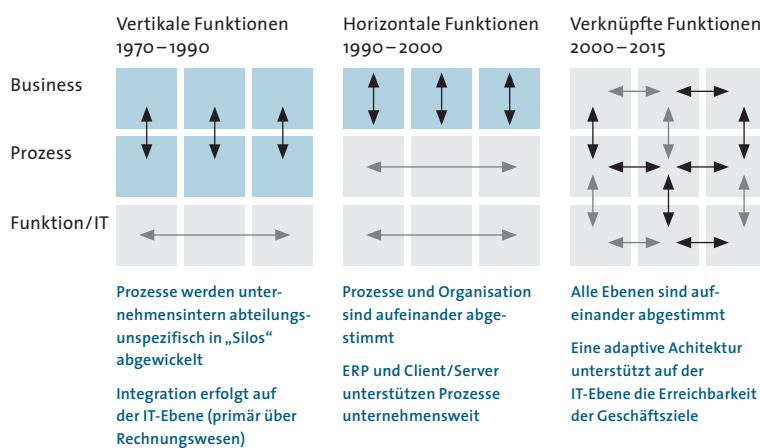 Vertikale Funktionen
1970–1990
Horizontale Funktionen
1990–2000
Verknüpfte Funktionen
2000–2015
Business
Prozess
Funktion/IT
Prozesse werden unter-
nehmensintern abteilungs-
unspezifisch in „Silos“
abgewickelt
Integration erfolgt auf
der IT-Ebene (primär über
Rechnungswesen)
Prozesse und Organisation
sind aufeinander abge-
stimmt
ERP und Client/Server
unterstützen Prozesse
unternehmensweit
Alle Ebenen sind auf-
einander abgestimmt
Eine adaptive Achitektur
unterstützt auf der
IT-Ebene die Erreichbarkeit
der Geschäftsziele